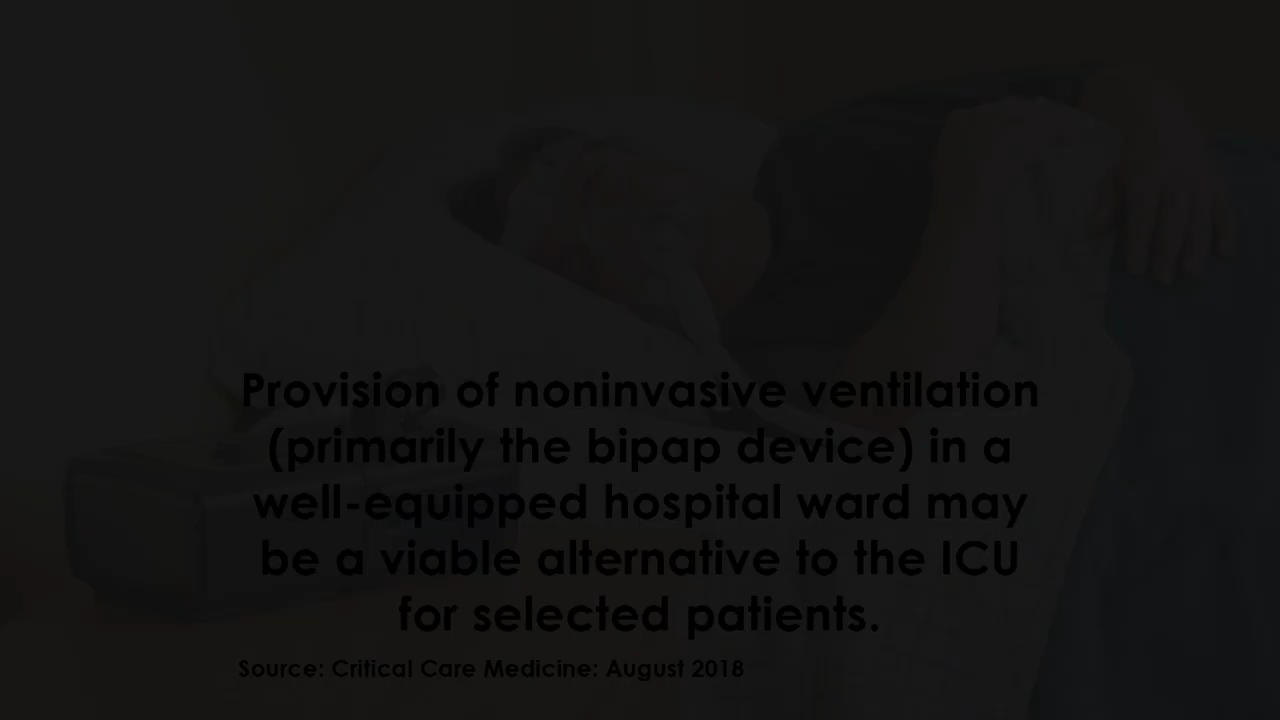 Provision of noninvasive ventilation
(primarily the bipap device) in a
well-equipped hospital ward may
be a viable alternative to the ICU
for selected patients.
Source: Critical Care Medicine: August 2018